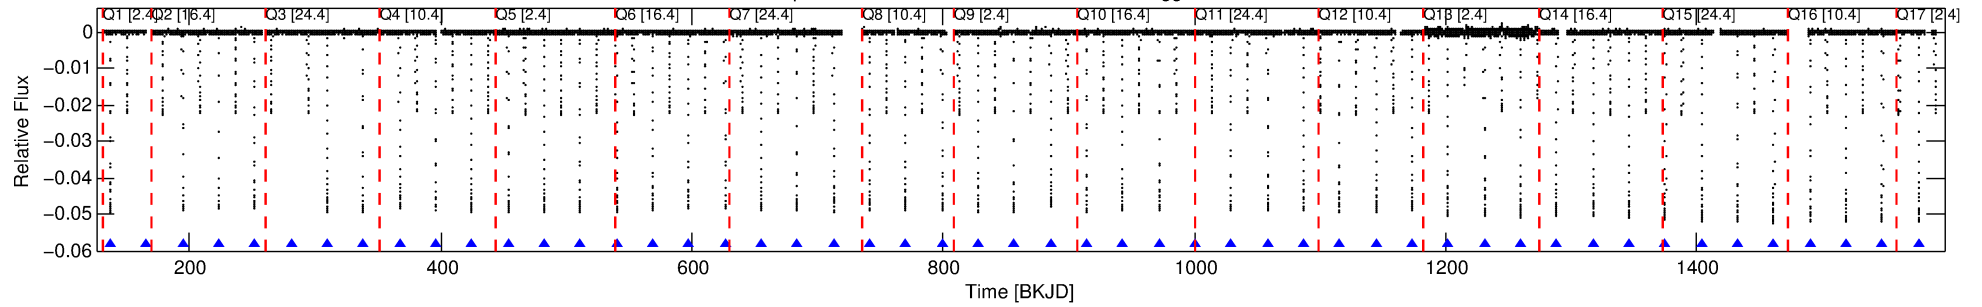 Q1 [2.4] Q2 [16.4] Q3 [24.4] Q4 [10.4] Q5 [2.4] Q6 [16.4] Q7 [24.4] Q8 [10.4] Q9 [2.4] Q10 [16.4] Q11 [24.4] Q12 [10.4] Q13 [2.4] Q14 [16.4] Q15 [24.4] Q16 [10.4] Q17 [2.4]
0
−0.01
−0.02
−0.03
−0.04
−0.05
−0.06
Relative Flux
200 400 600 800 1000 1200 1400
Time [BKJD]